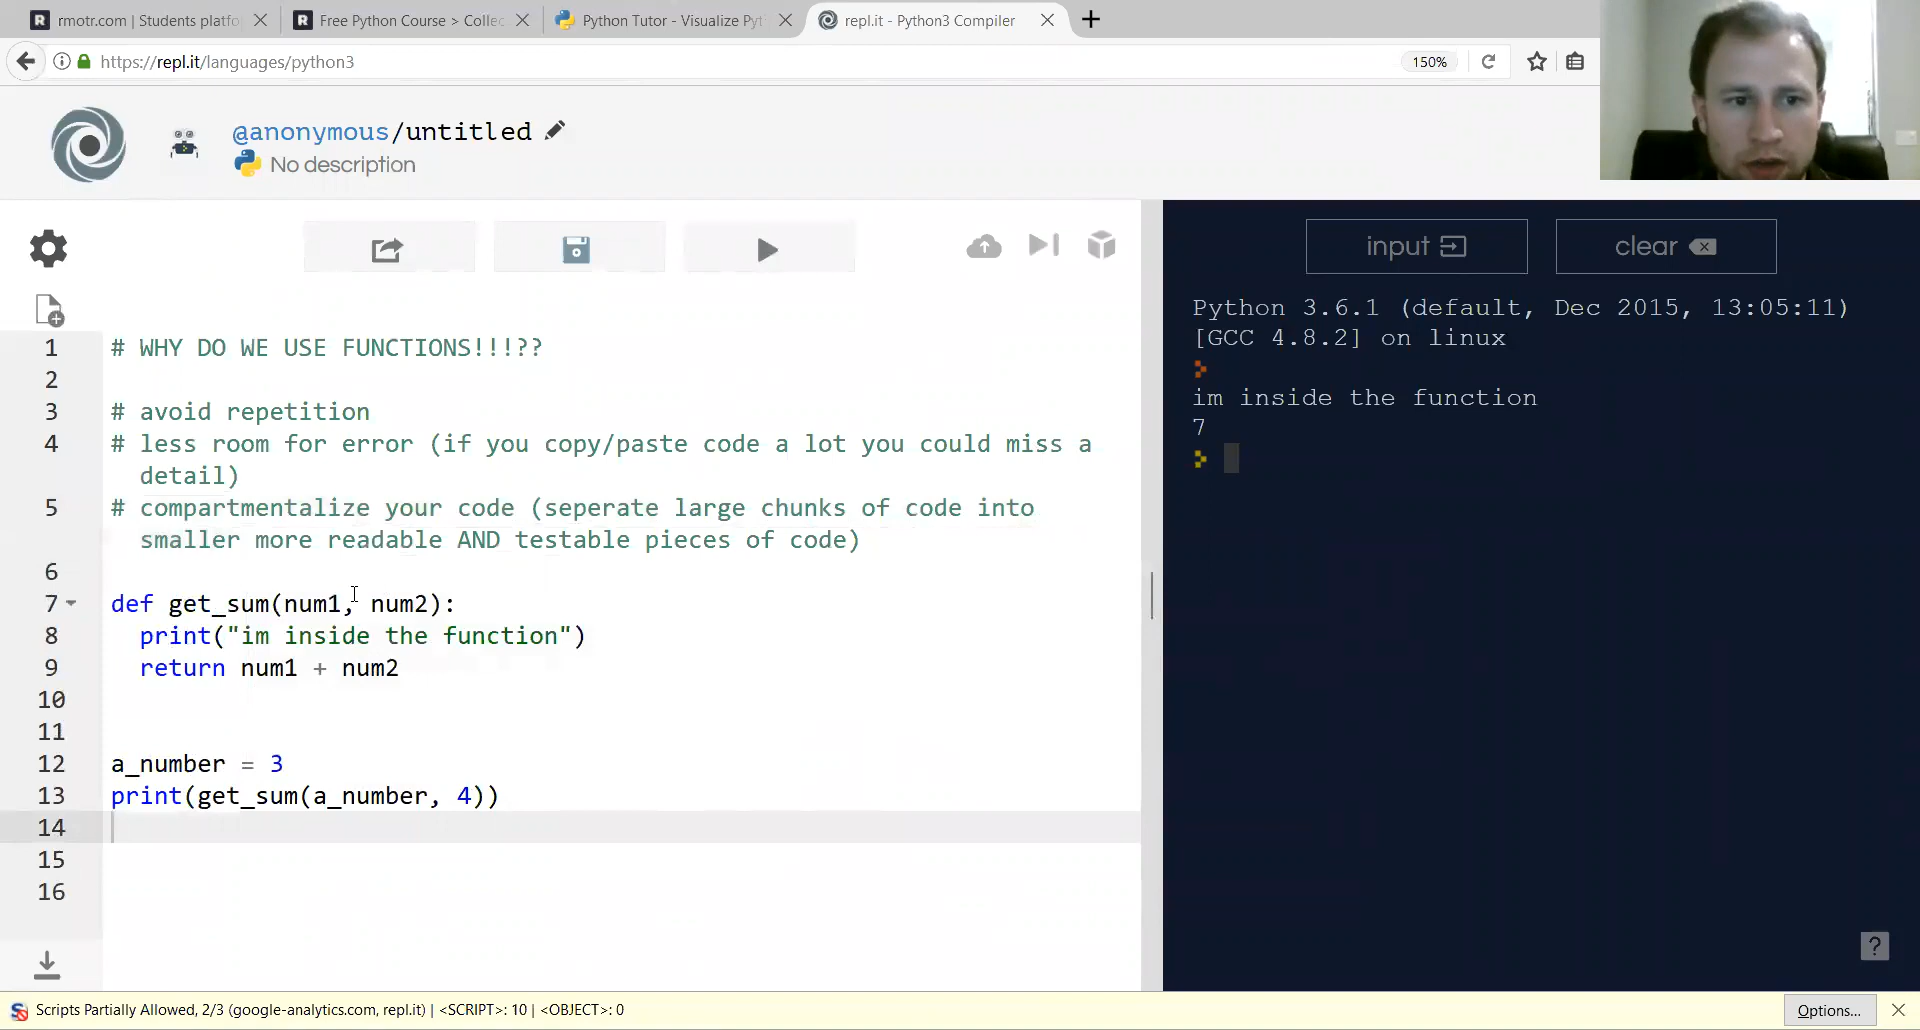 rmotr.com | Students platfo
Free Python Course > Collec
Python Tutor - Visualize Pyt
repl.it - Python3 Compiler
https://repl.it/languages/python3
150%
@anonymous/untitled
No description
input
clear
1 # WHY DO WE USE FUNCTIONS!!!??
2
3 # avoid repetition
4 # less room for error (if you copy/paste code a lot you could miss a
detail)
5 # compartmentalize your code (seperate large chunks of code into
smaller more readable AND testable pieces of code)
6
7 def get_sum(num1, num2):
8 print("im inside the function")
9 return num1 + num2
10
11
12 a_number = 3
13 print(get_sum(a_number, 4))
14
15
16
Python 3.6.1 (default, Dec 2015, 13:05:11)
[GCC 4.8.2] on linux
im inside the function
7
?
Scripts Partially Allowed, 2/3 (google-analytics.com, repl.it) | <SCRIPT>: 10 | <OBJECT>: 0
Options...